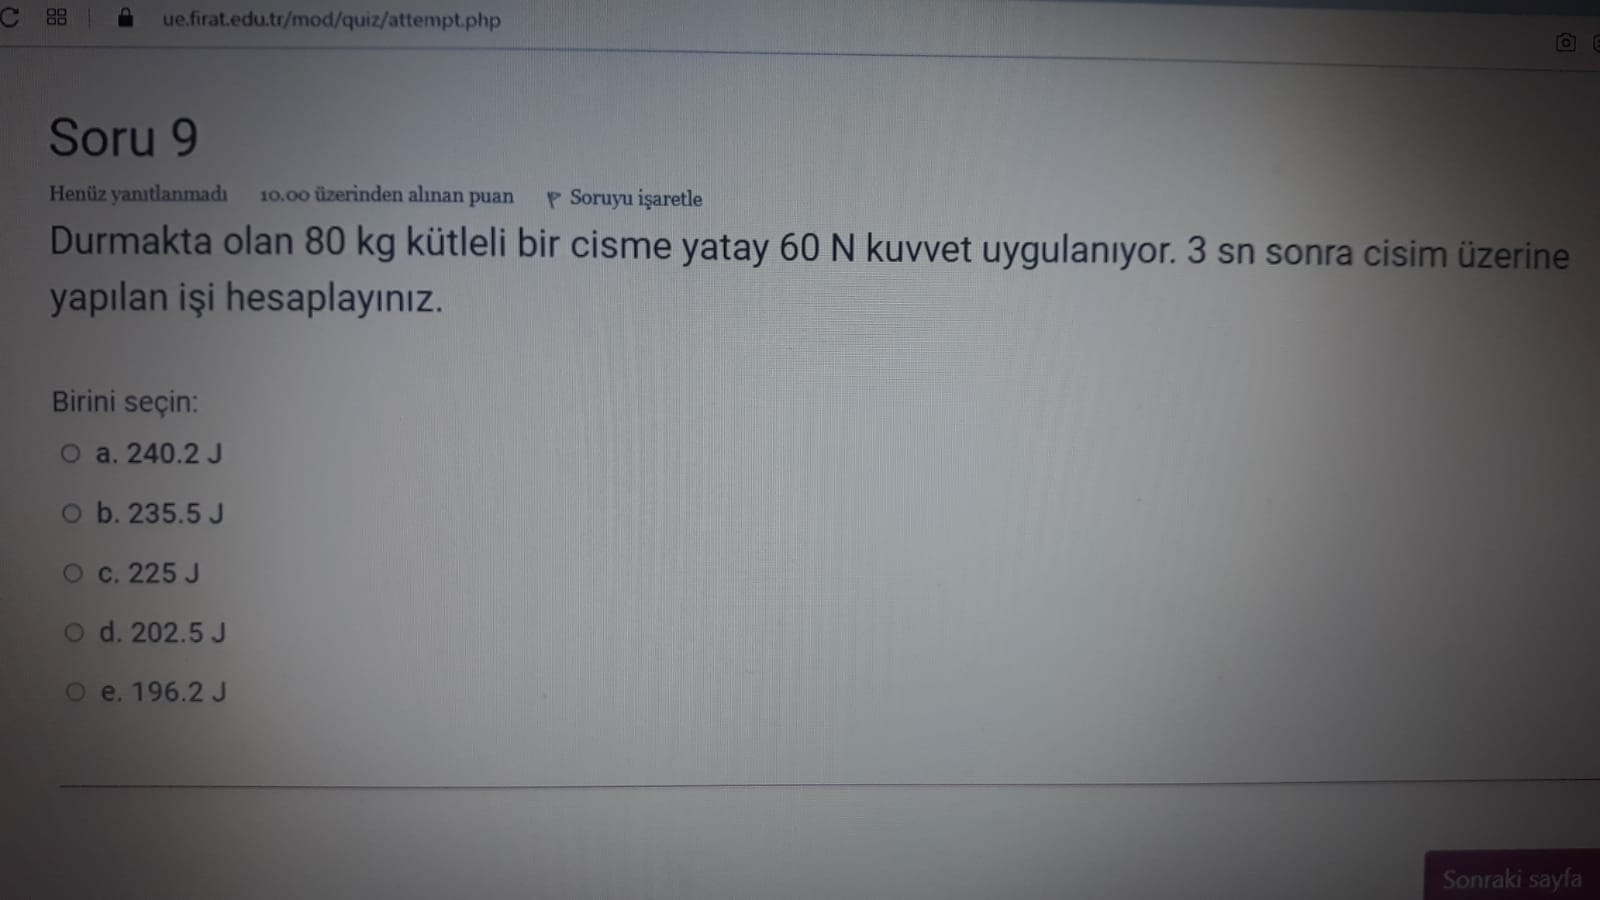 ue.firat.edu.tr/mod/quiz/attempt.php
Soru 9
Henüz yanıtlanmadı 10.00 üzerinden alınan puan Soruyu işaretle
Durmakta olan 80 kg kütleli bir cisme yatay 60 N kuvvet uygulanıyor. 3 sn sonra cisim üzerine
yapılan işi hesaplayınız.
Birini seçin:
a. 240.2 J
b. 235.5 J
c. 225 J
d. 202.5 J
e. 196.2 J
Sonraki sayfa